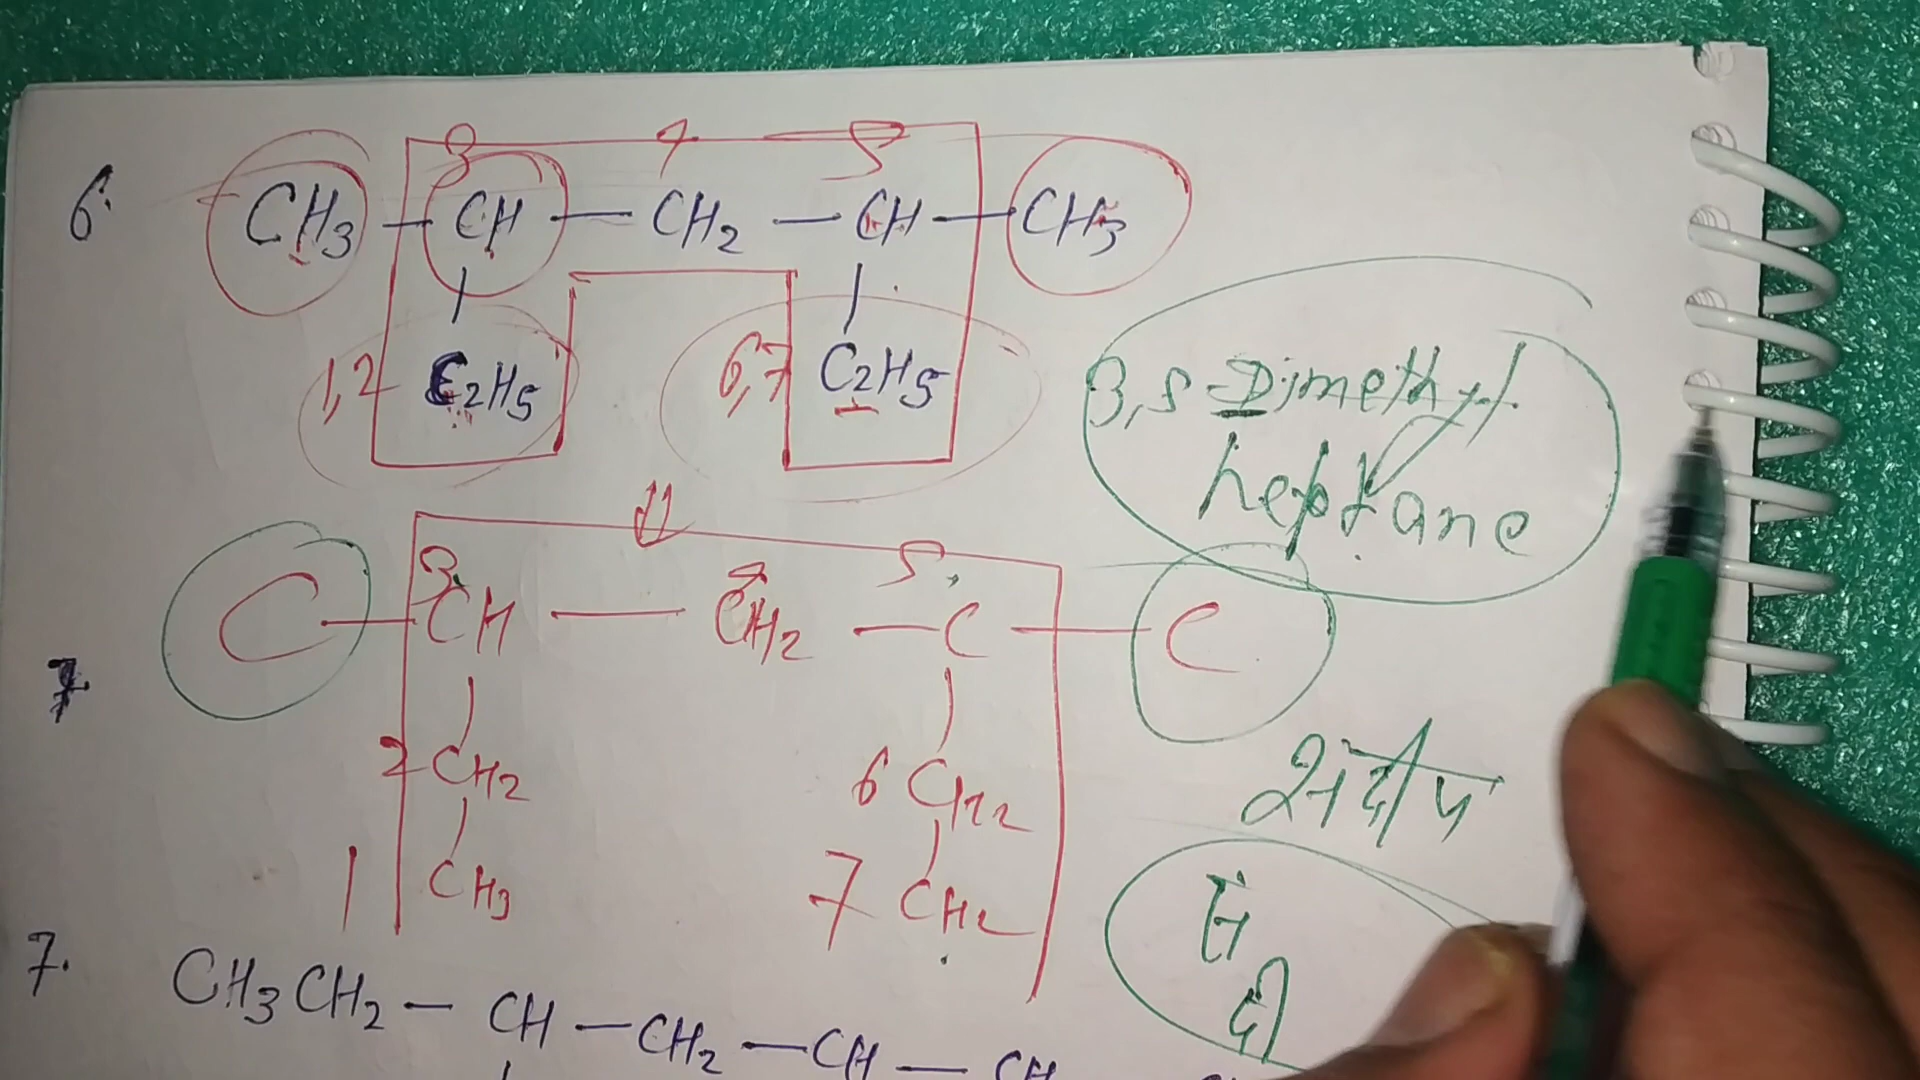 3 4 5
6. CH3 — CH — CH2 — CH — CH3
1,2 C2H5 6,7 C2H5
3,5-Dimethyl
heptane
3 4 5
C — CH — CH2 — C — C
7
2 CH2 6 CH2
संदीप
1 CH3 7 CH2
सं
दी
7. CH3CH2 — CH — CH2 — CH — CH